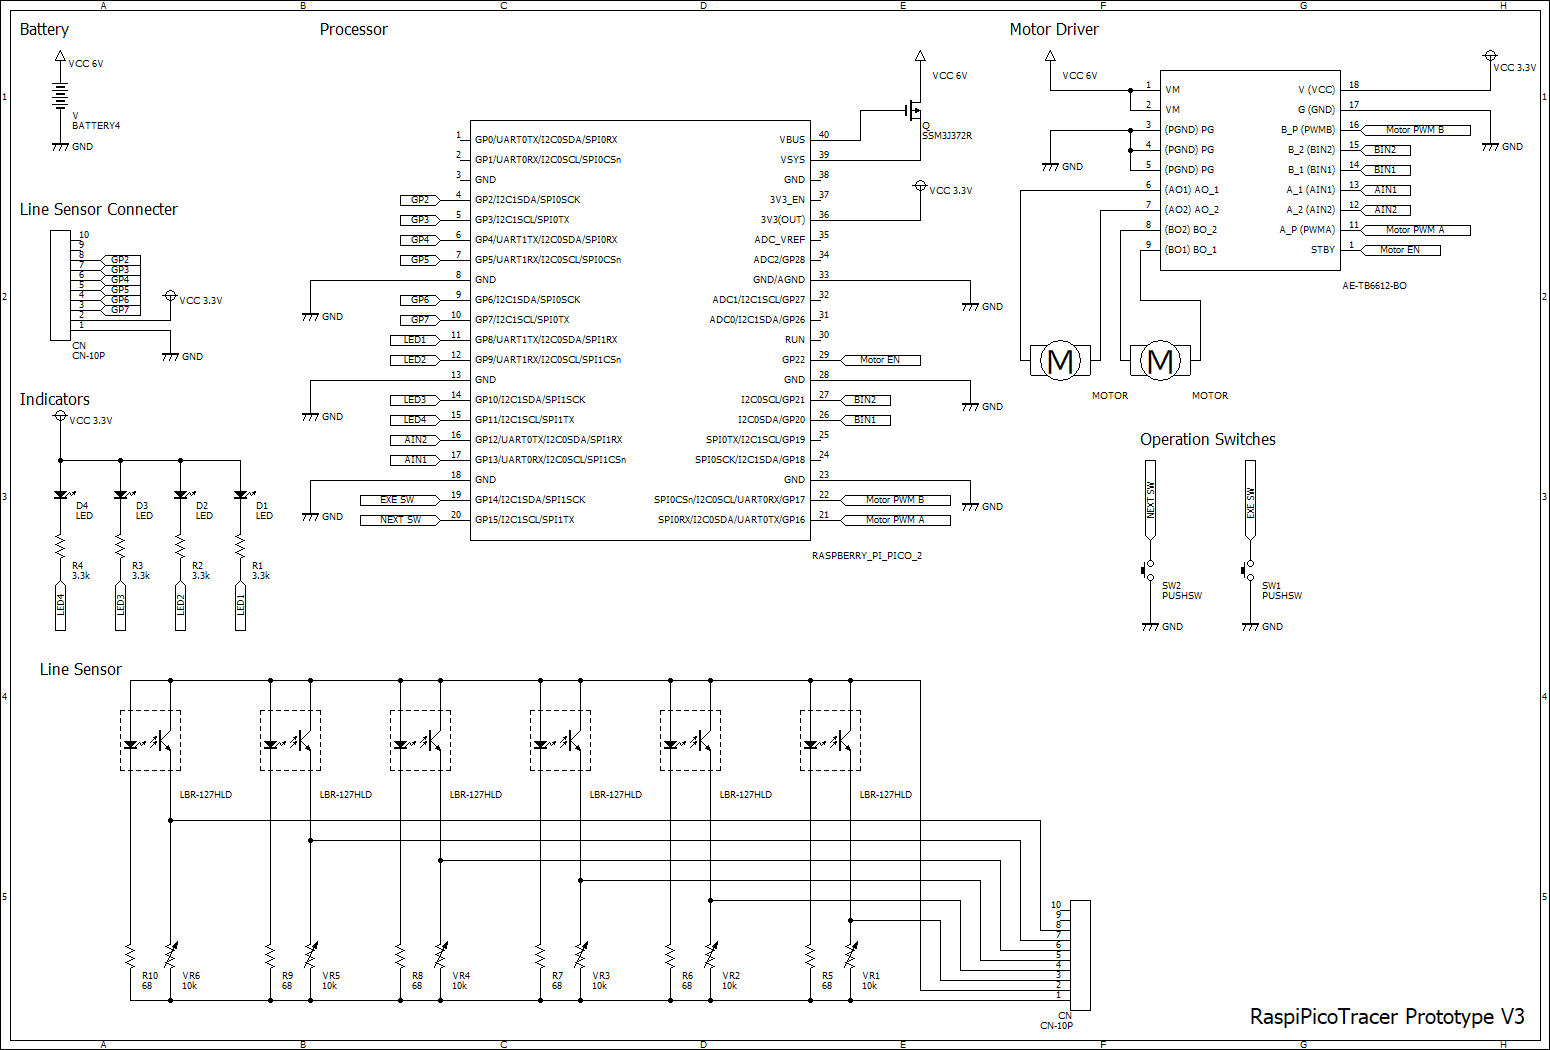 A B C D E F G H
Battery
VCC 6V
V
BATTERY4
GND
Line Sensor Connecter
10
9
8 GP2
7 GP3
6 GP4
5 GP5
4 GP6
3 GP7
2
1
VCC 3.3V
GND
CN
CN-10P
Indicators
VCC 3.3V
D4
LED
D3
LED
D2
LED
D1
LED
R4
3.3k
R3
3.3k
R2
3.3k
R1
3.3k
LED4
LED3
LED2
LED1
Processor
1 GP0/UART0TX/I2C0SDA/SPI0RX
2 GP1/UART0RX/I2C0SCL/SPI0CSn
3 GND
GP2 4 GP2/I2C1SDA/SPI0SCK
GP3 5 GP3/I2C1SCL/SPI0TX
GP4 6 GP4/UART1TX/I2C0SDA/SPI0RX
GP5 7 GP5/UART1RX/I2C0SCL/SPI0CSn
8 GND
GND
GP6 9 GP6/I2C1SDA/SPI0SCK
GP7 10 GP7/I2C1SCL/SPI0TX
LED1 11 GP8/UART1TX/I2C0SDA/SPI1RX
LED2 12 GP9/UART1RX/I2C0SCL/SPI1CSn
13 GND
GND
LED3 14 GP10/I2C1SDA/SPI1SCK
LED4 15 GP11/I2C1SCL/SPI1TX
AIN2 16 GP12/UART0TX/I2C0SDA/SPI1RX
AIN1 17 GP13/UART0RX/I2C0SCL/SPI1CSn
18 GND
GND
EXE SW 19 GP14/I2C1SDA/SPI1SCK
NEXT SW 20 GP15/I2C1SCL/SPI1TX
VCC 6V
Q
SSM3J372R
VBUS 40
VSYS 39
GND 38
3V3_EN 37
VCC 3.3V
3V3(OUT) 36
ADC_VREF 35
ADC2/GP28 34
GND/AGND 33
GND
ADC1/I2C1SCL/GP27 32
ADC0/I2C1SDA/GP26 31
RUN 30
GP22 29 Motor EN
GND 28
GND
I2C0SCL/GP21 27 BIN2
I2C0SDA/GP20 26 BIN1
SPI0TX/I2C1SCL/GP19 25
SPI0SCK/I2C1SDA/GP18 24
GND 23
GND
SPI0CSn/I2C0SCL/UART0RX/GP17 22 Motor PWM B
SPI0RX/I2C0SDA/UART0TX/GP16 21 Motor PWM A
RASPBERRY_PI_PICO_2
Motor Driver
VCC 6V
VCC 3.3V
1 VM
2 VM
3 (PGND) PG
4 (PGND) PG
5 (PGND) PG
GND
6 (AO1) AO_1
7 (AO2) AO_2
8 (BO2) BO_2
9 (BO1) BO_1
V (VCC) 18
G (GND) 17
GND
B_P (PWMB) 16 Motor PWM B
B_2 (BIN2) 15 BIN2
B_1 (BIN1) 14 BIN1
A_1 (AIN1) 13 AIN1
A_2 (AIN2) 12 AIN2
A_P (PWMA) 11 Motor PWM A
STBY 1 Motor EN
AE-TB6612-BO
M
MOTOR
M
MOTOR
Operation Switches
NEXT SW
EXE SW
SW2
PUSHSW
SW1
PUSHSW
GND
GND
Line Sensor
LBR-127HLD
LBR-127HLD
LBR-127HLD
LBR-127HLD
LBR-127HLD
LBR-127HLD
R10
68
VR6
10k
R9
68
VR5
10k
R8
68
VR4
10k
R7
68
VR3
10k
R6
68
VR2
10k
R5
68
VR1
10k
10
9
8
7
6
5
4
3
2
1
CN
CN-10P
RaspiPicoTracer Prototype V3
1 1
2 2
3 3
4 4
5 5
A B C D E F G H